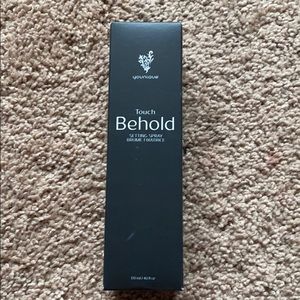 YOUNIQUE
Touch
Behold
SETTING SPRAY
BRUME FIXATRICE